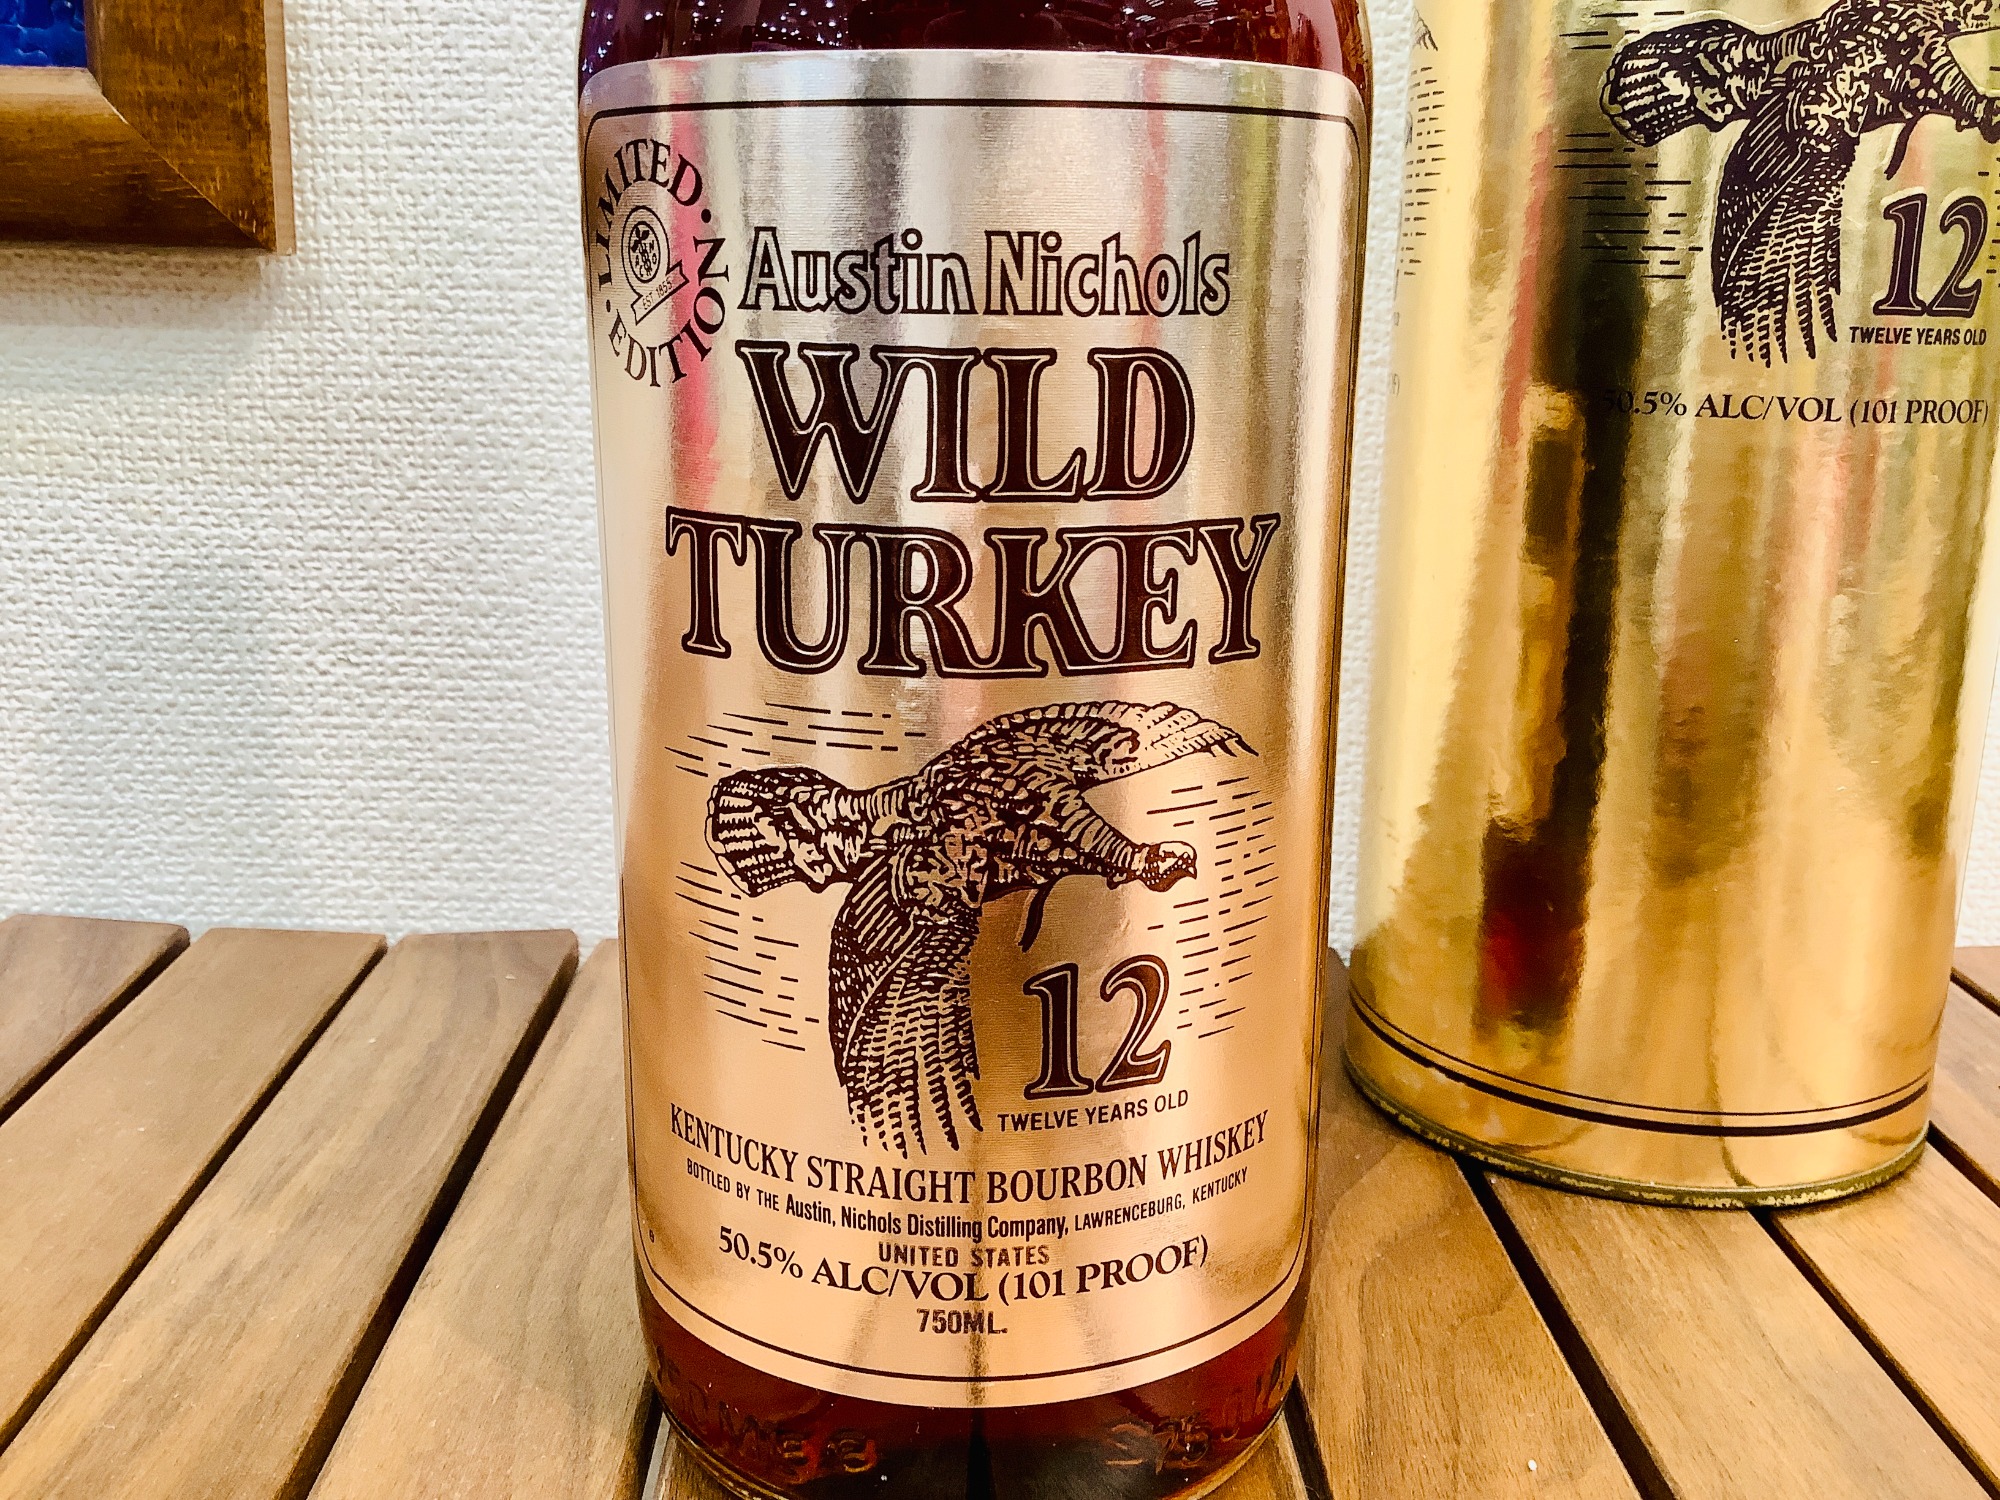 LIMITED · EDITION ·
EST 1855
Austin Nichols
WILD
TURKEY
12
TWELVE YEARS OLD
KENTUCKY STRAIGHT BOURBON WHISKEY
BOTTLED BY THE Austin, Nichols Distilling Company, LAWRENCEBURG, KENTUCKY
UNITED STATES
50.5% ALC/VOL (101 PROOF)
750ML.
12
TWELVE YEARS OLD
50.5% ALC/VOL (101 PROOF)